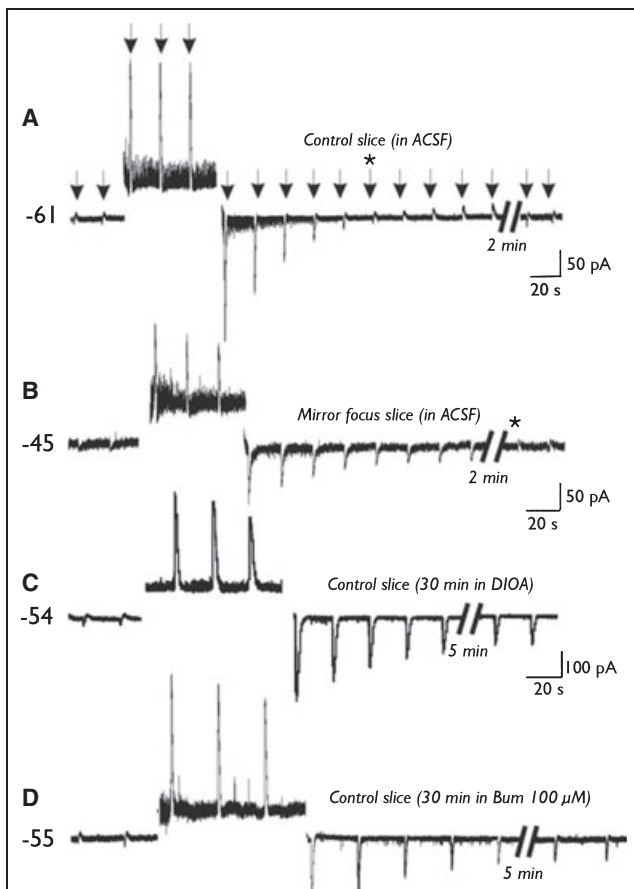 A
Control slice (in ACSF)
*
-61
2 min
50 pA
20 s
B
Mirror focus slice (in ACSF)
*
-45
2 min
50 pA
20 s
C
Control slice (30 min in DIOA)
-54
5 min
100 pA
20 s
D
Control slice (30 min in Bum 100 μM)
-55
5 min